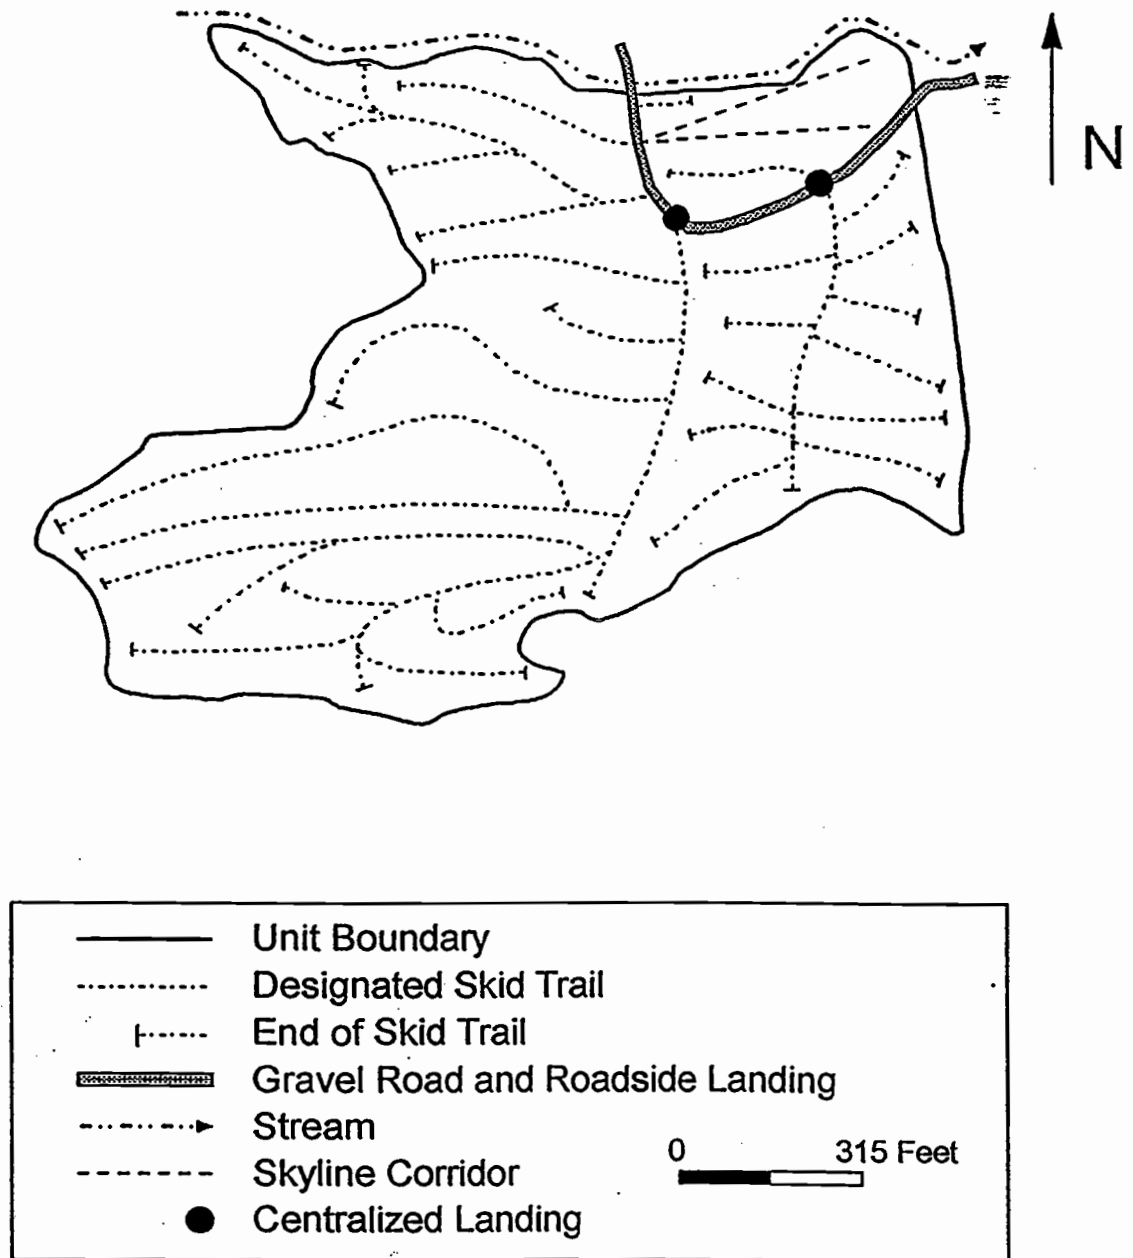 N
Unit Boundary
Designated Skid Trail
End of Skid Trail
Gravel Road and Roadside Landing
Stream
0 315 Feet
Skyline Corridor
Centralized Landing